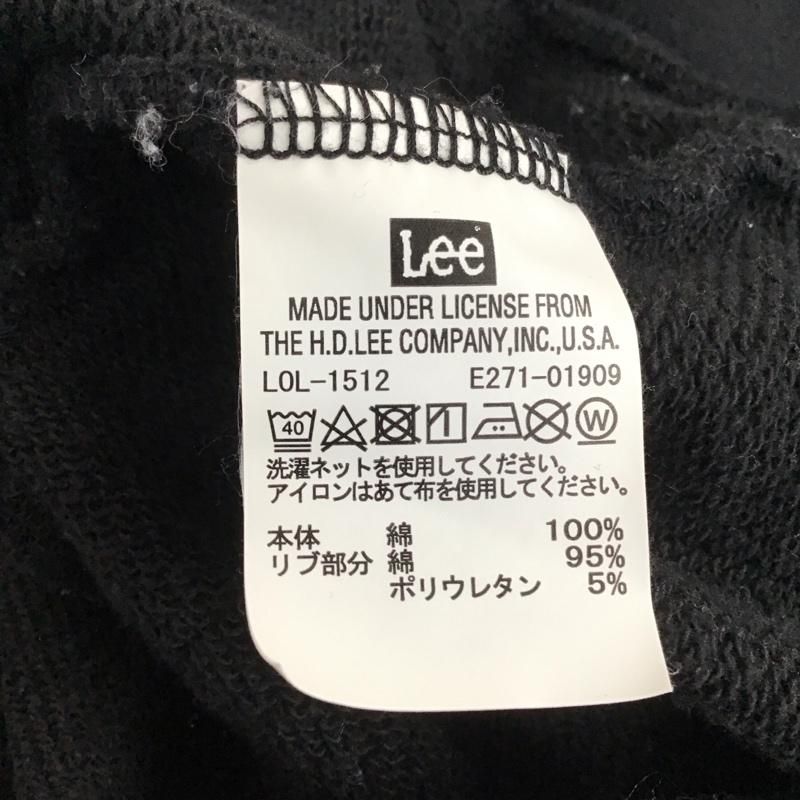 Lee
MADE UNDER LICENSE FROM
THE H.D.LEE COMPANY,INC.,U.S.A.
LOL-1512 E271-01909
40 W
洗濯ネットを使用してください。
アイロンはあて布を使用してください。
本体 綿 100%
リブ部分 綿 95%
ポリウレタン 5%